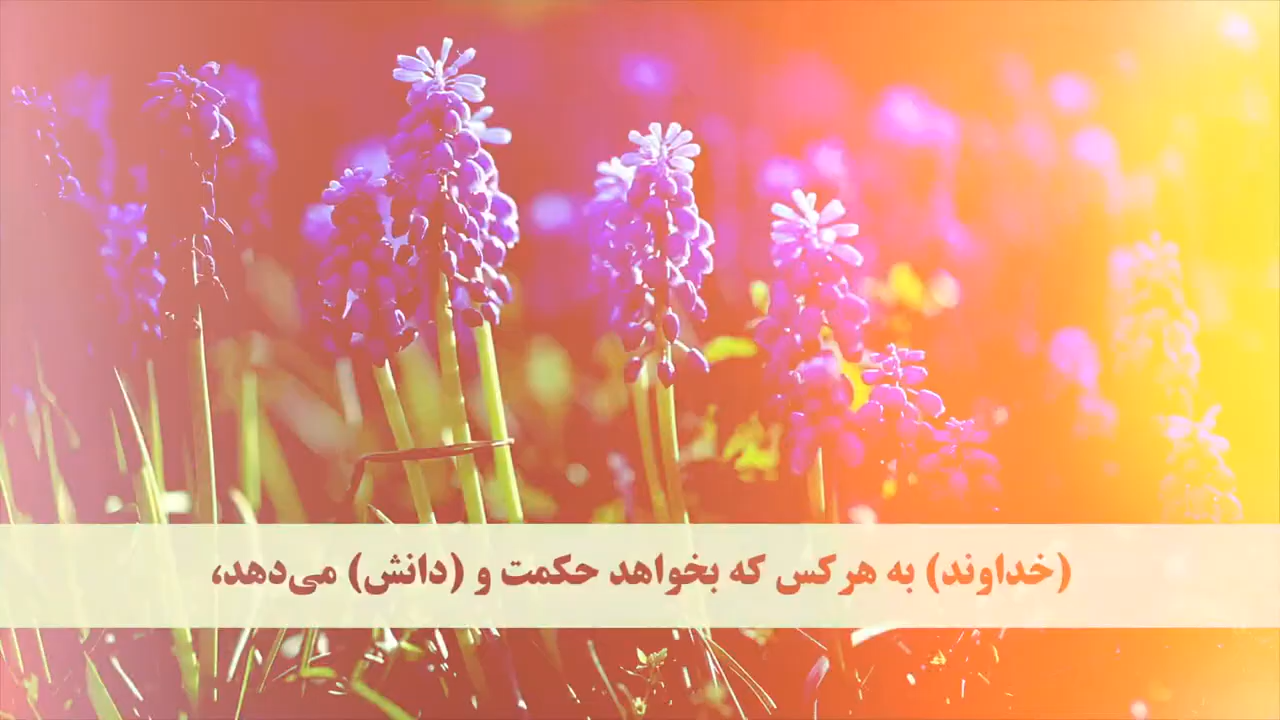 (خداوند) به هرکس که بخواهد حکمت و (دانش) می‌دهد،